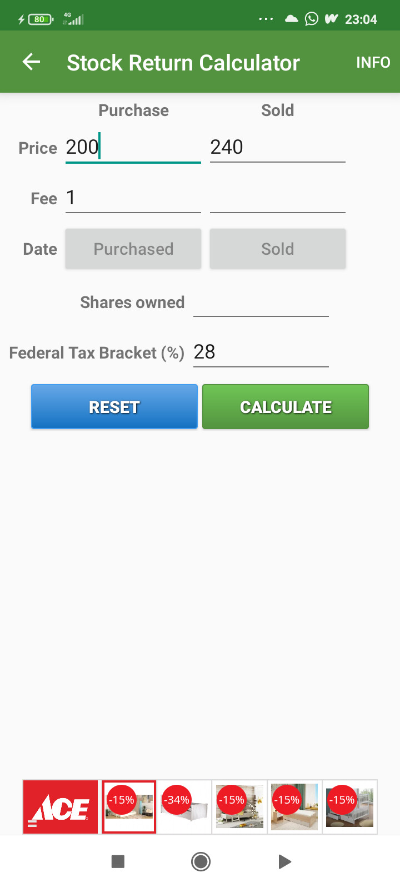 80 4G 23:04
Stock Return Calculator INFO
Purchase Sold
Price 200 240
Fee 1
Date Purchased Sold
Shares owned
Federal Tax Bracket (%) 28
RESET CALCULATE
ACE -15% -34% -15% -15% -15%